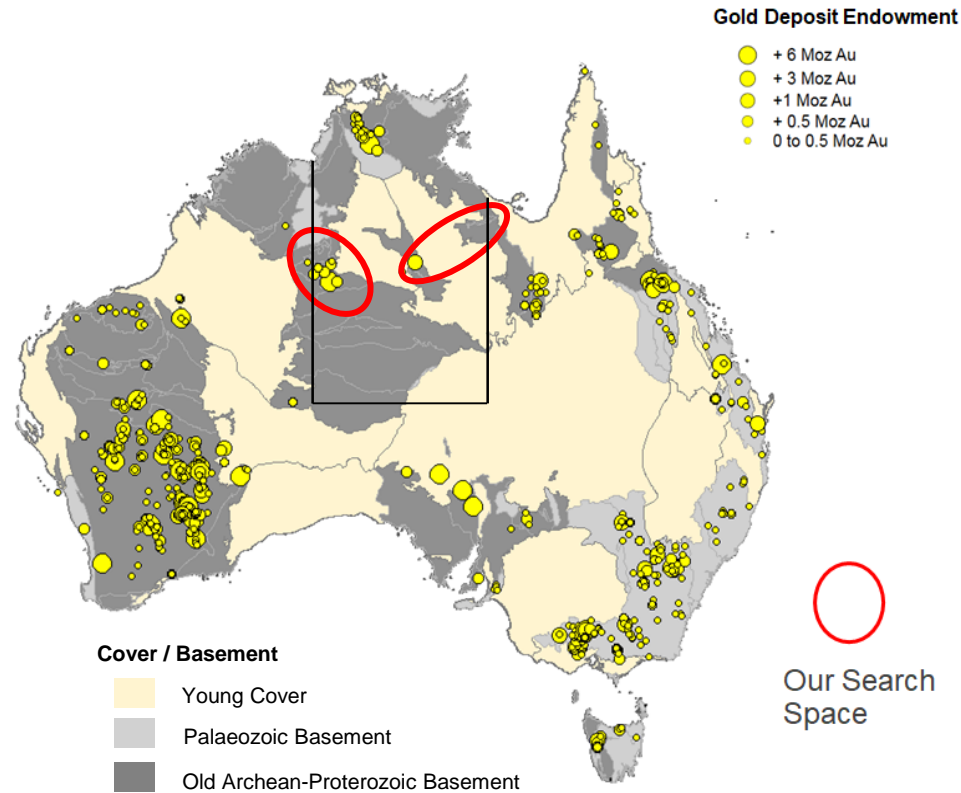 Gold Deposit Endowment
+ 6 Moz Au
+ 3 Moz Au
+1 Moz Au
+ 0.5 Moz Au
0 to 0.5 Moz Au
Cover / Basement
Young Cover
Palaeozoic Basement
Old Archean-Proterozoic Basement
Our Search
Space